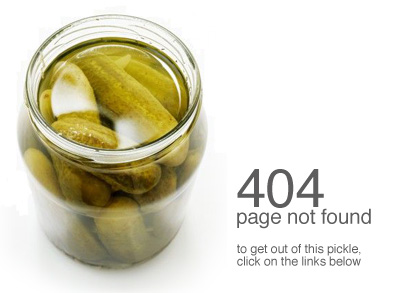 404
page not found
to get out of this pickle,
click on the links below